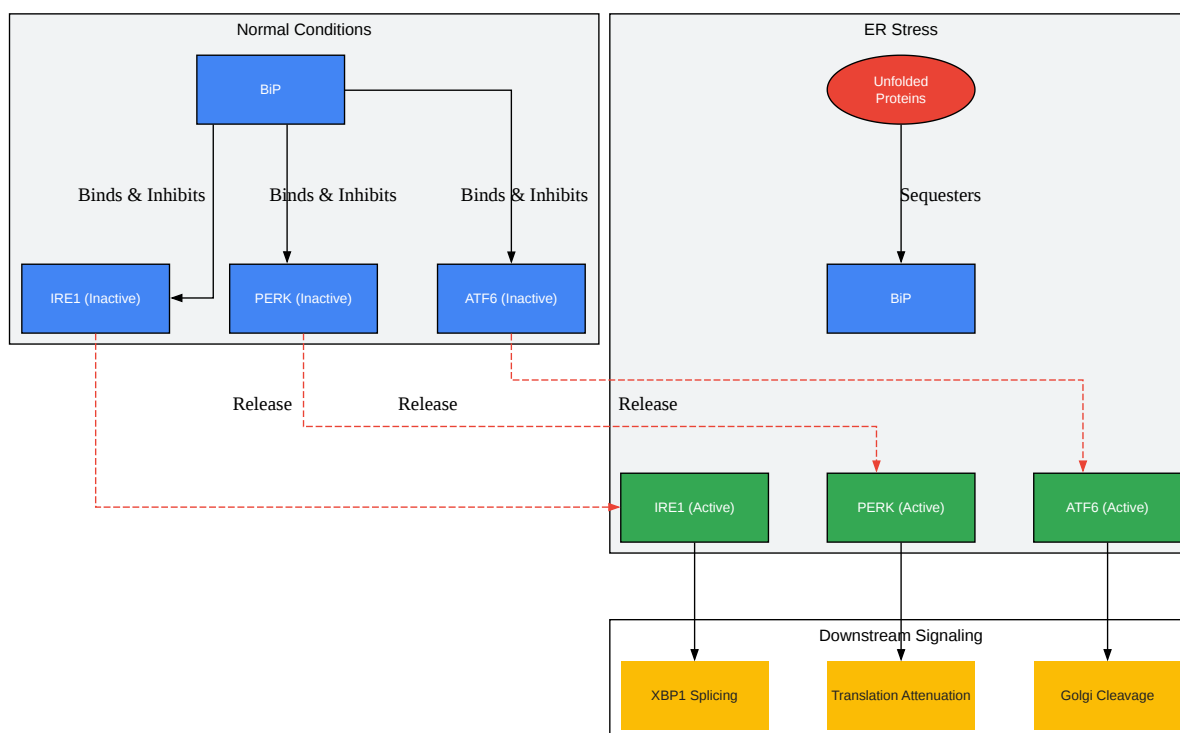 Normal Conditions
BiP
Binds & Inhibits
Binds & Inhibits
Binds & Inhibits
IRE1 (Inactive)
PERK (Inactive)
ATF6 (Inactive)
ER Stress
Unfolded
Proteins
Sequesters
BiP
Release
Release
Release
IRE1 (Active)
PERK (Active)
ATF6 (Active)
Downstream Signaling
XBP1 Splicing
Translation Attenuation
Golgi Cleavage